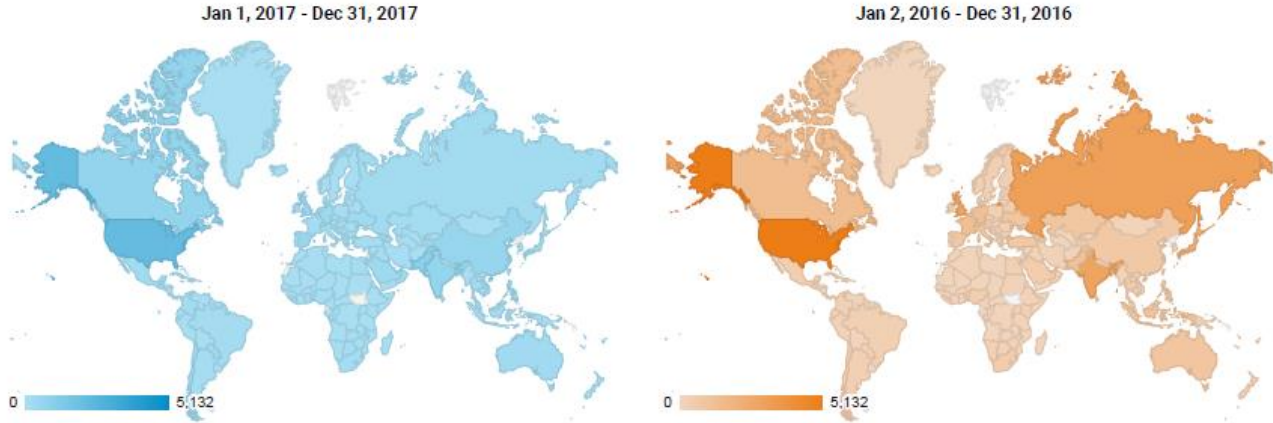 Jan 1, 2017 - Dec 31, 2017
Jan 2, 2016 - Dec 31, 2016
0 5,132
0 5,132